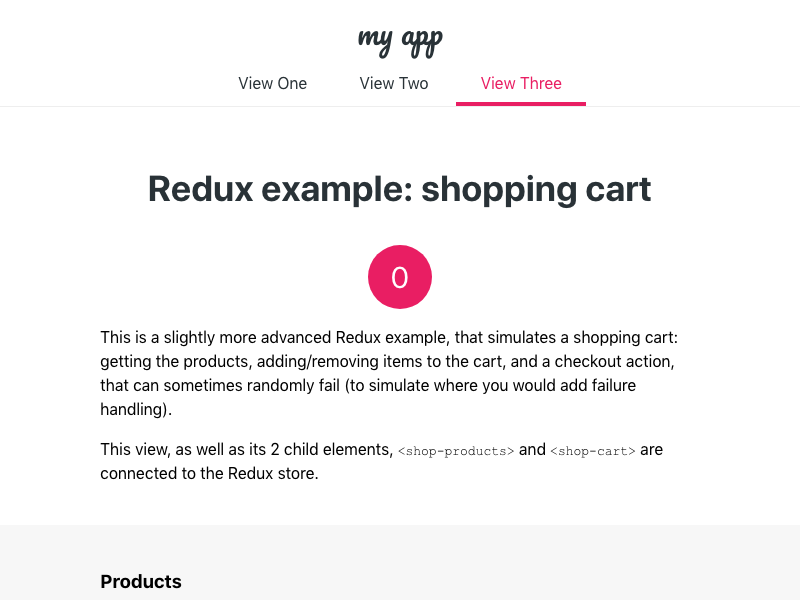 my app
View One View Two View Three
Redux example: shopping cart
0
This is a slightly more advanced Redux example, that simulates a shopping cart:
getting the products, adding/removing items to the cart, and a checkout action,
that can sometimes randomly fail (to simulate where you would add failure
handling).
This view, as well as its 2 child elements, <shop-products> and <shop-cart> are
connected to the Redux store.
Products